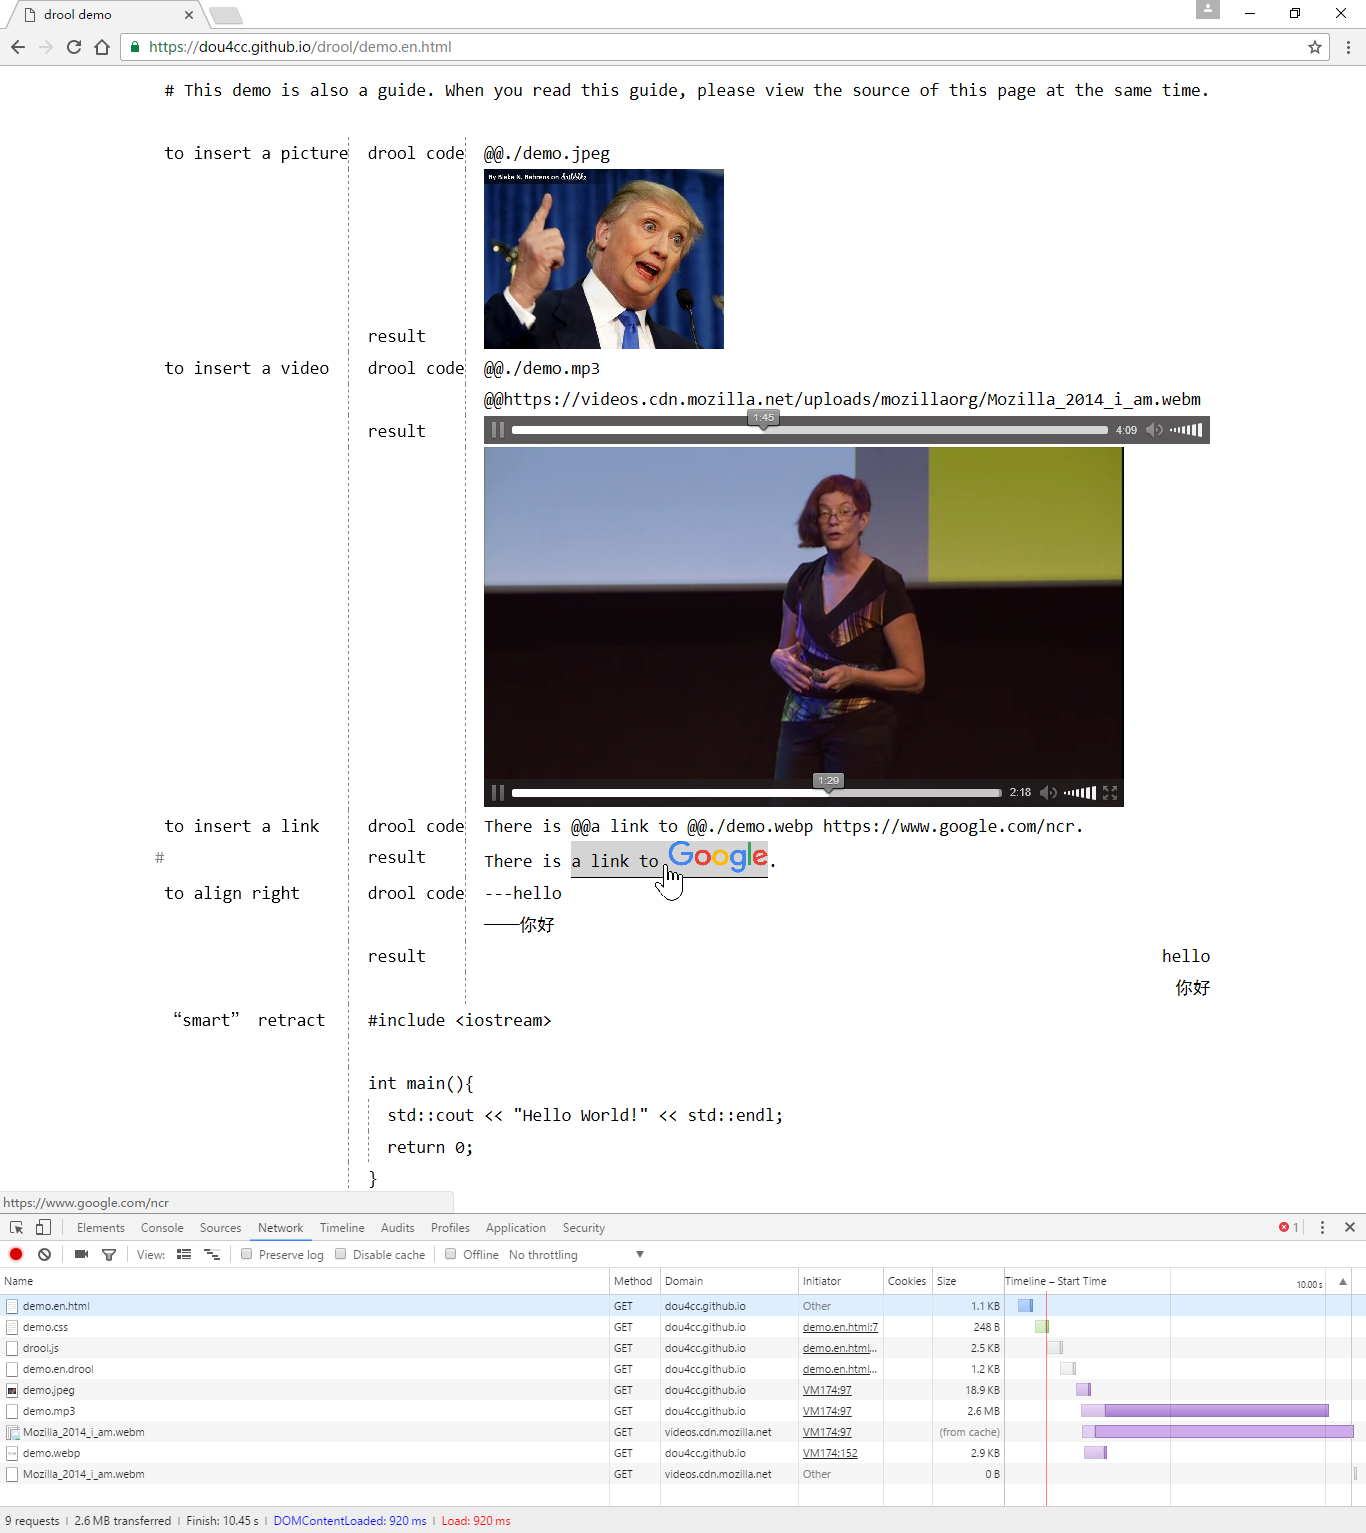 drool demo
https://dou4cc.github.io/drool/demo.en.html
# This demo is also a guide. When you read this guide, please view the source of this page at the same time.
to insert a picture drool code @@./demo.jpeg
By Blake N. Behrens on dribbble
result
to insert a video drool code @@./demo.mp3
@@https://videos.cdn.mozilla.net/uploads/mozillaorg/Mozilla_2014_i_am.webm
1:45
result 4:09
1:29
2:18
to insert a link drool code There is @@a link to @@./demo.webp https://www.google.com/ncr.
# result There is a link to Google.
to align right drool code ---hello
——你好
result hello
你好
“smart” retract #include <iostream>
int main(){
std::cout << "Hello World!" << std::endl;
return 0;
}
https://www.google.com/ncr
Elements Console Sources Network Timeline Audits Profiles Application Security 1
View: Preserve log Disable cache Offline No throttling
Name Method Domain Initiator Cookies Size Timeline – Start Time 10.00 s
demo.en.html GET dou4cc.github.io Other 1.1 KB
demo.css GET dou4cc.github.io demo.en.html:7 248 B
drool.js GET dou4cc.github.io demo.en.html... 2.5 KB
demo.en.drool GET dou4cc.github.io demo.en.html... 1.2 KB
demo.jpeg GET dou4cc.github.io VM174:97 18.9 KB
demo.mp3 GET dou4cc.github.io VM174:97 2.6 MB
Mozilla_2014_i_am.webm GET videos.cdn.mozilla.net VM174:97 (from cache)
demo.webp GET dou4cc.github.io VM174:152 2.9 KB
Mozilla_2014_i_am.webm GET videos.cdn.mozilla.net Other 0 B
9 requests | 2.6 MB transferred | Finish: 10.45 s | DOMContentLoaded: 920 ms | Load: 920 ms